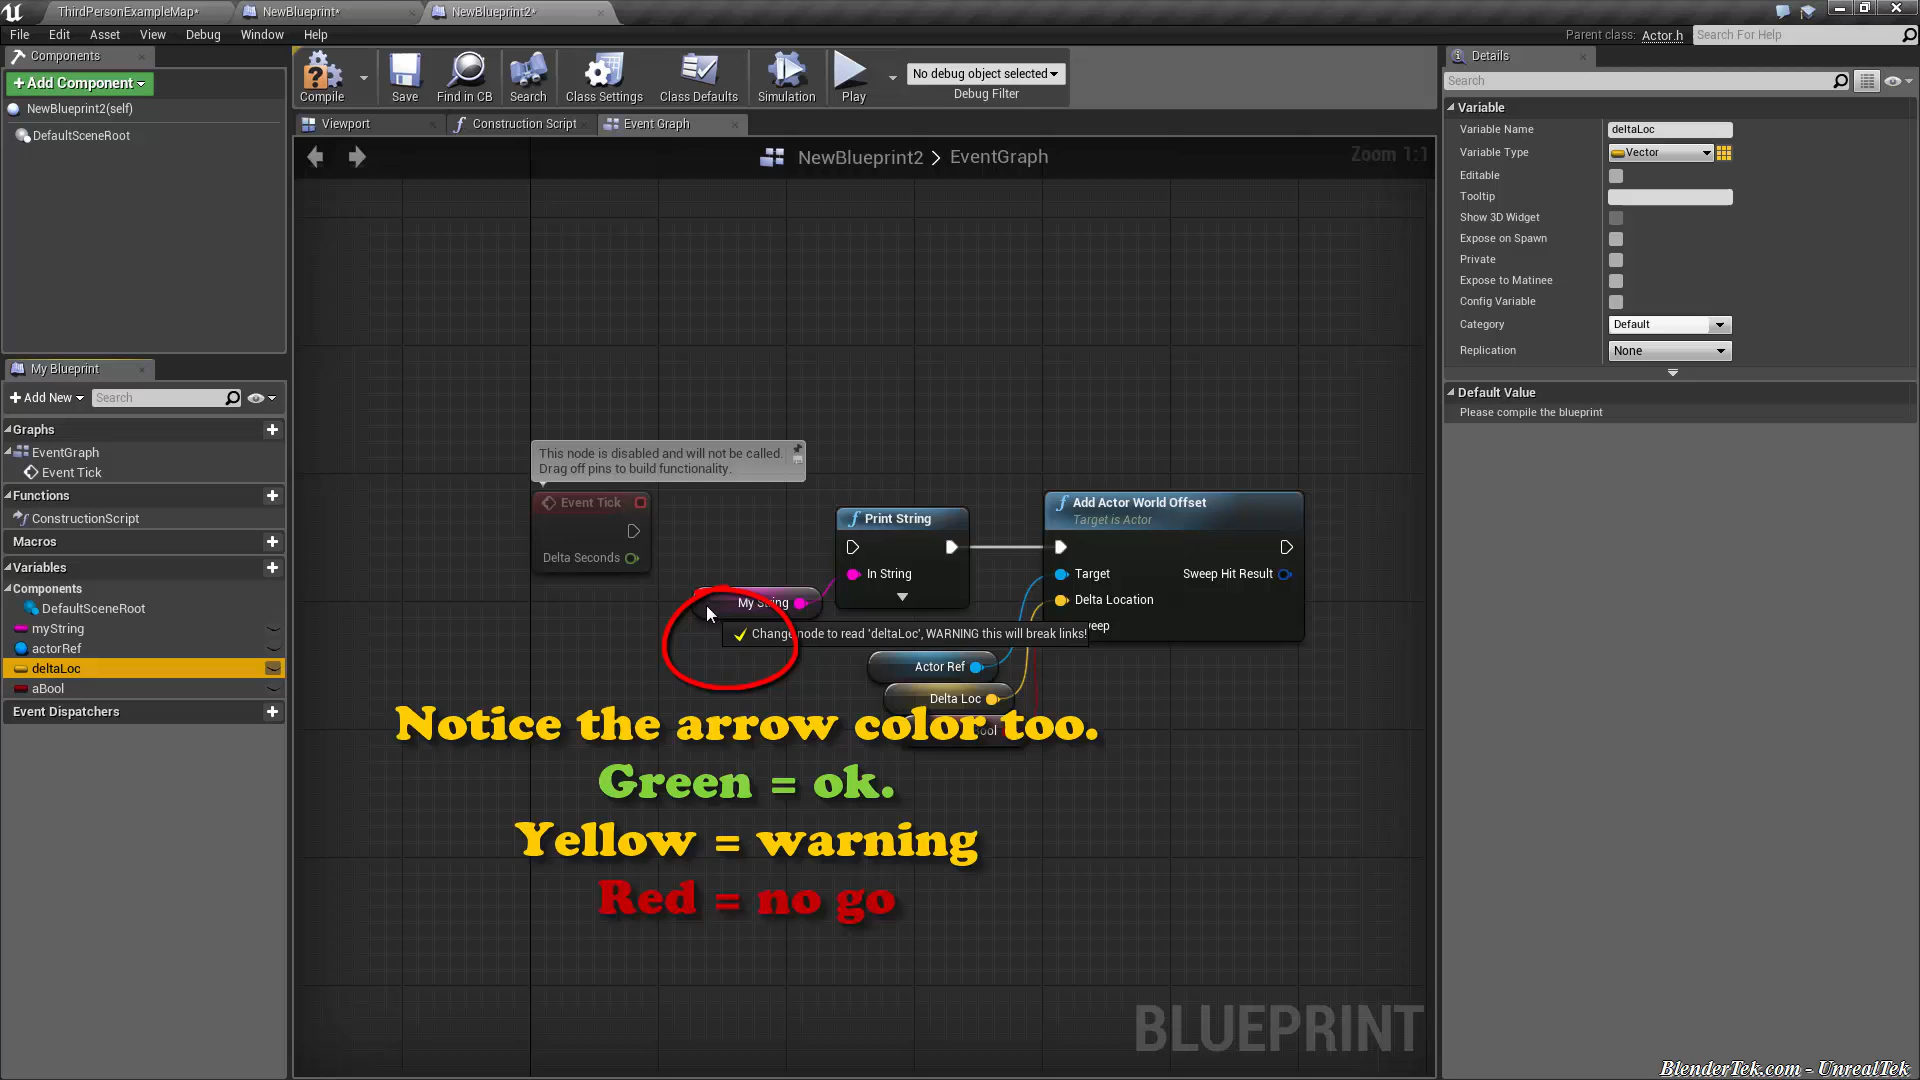 ThirdPersonExampleMap*
NewBlueprint*
NewBlueprint2*
File Edit Asset View Debug Window Help
Parent class: Actor.h
Search For Help
Components
+Add Component
NewBlueprint2(self)
DefaultSceneRoot
Compile
Save
Find in CB
Search
Class Settings
Class Defaults
Simulation
Play
No debug object selected
Debug Filter
Viewport
Construction Script
Event Graph
NewBlueprint2 > EventGraph
Zoom 1:1
My Blueprint
+ Add New
Search
Graphs
EventGraph
Event Tick
Functions
ConstructionScript
Macros
Variables
Components
DefaultSceneRoot
myString
actorRef
deltaLoc
aBool
Event Dispatchers
This node is disabled and will not be called.
Drag off pins to build functionality.
Event Tick
Delta Seconds
Print String
In String
My String
Add Actor World Offset
Target is Actor
Target
Sweep Hit Result
Delta Location
Change node to read 'deltaLoc', WARNING this will break links!
Actor Ref
Delta Loc
Notice the arrow color too.
Green = ok.
Yellow = warning
Red = no go
BLUEPRINT
Details
Search
Variable
Variable Name deltaLoc
Variable Type Vector
Editable
Tooltip
Show 3D Widget
Expose on Spawn
Private
Expose to Matinee
Config Variable
Category Default
Replication None
Default Value
Please compile the blueprint
BlenderTek.com - UnrealTek